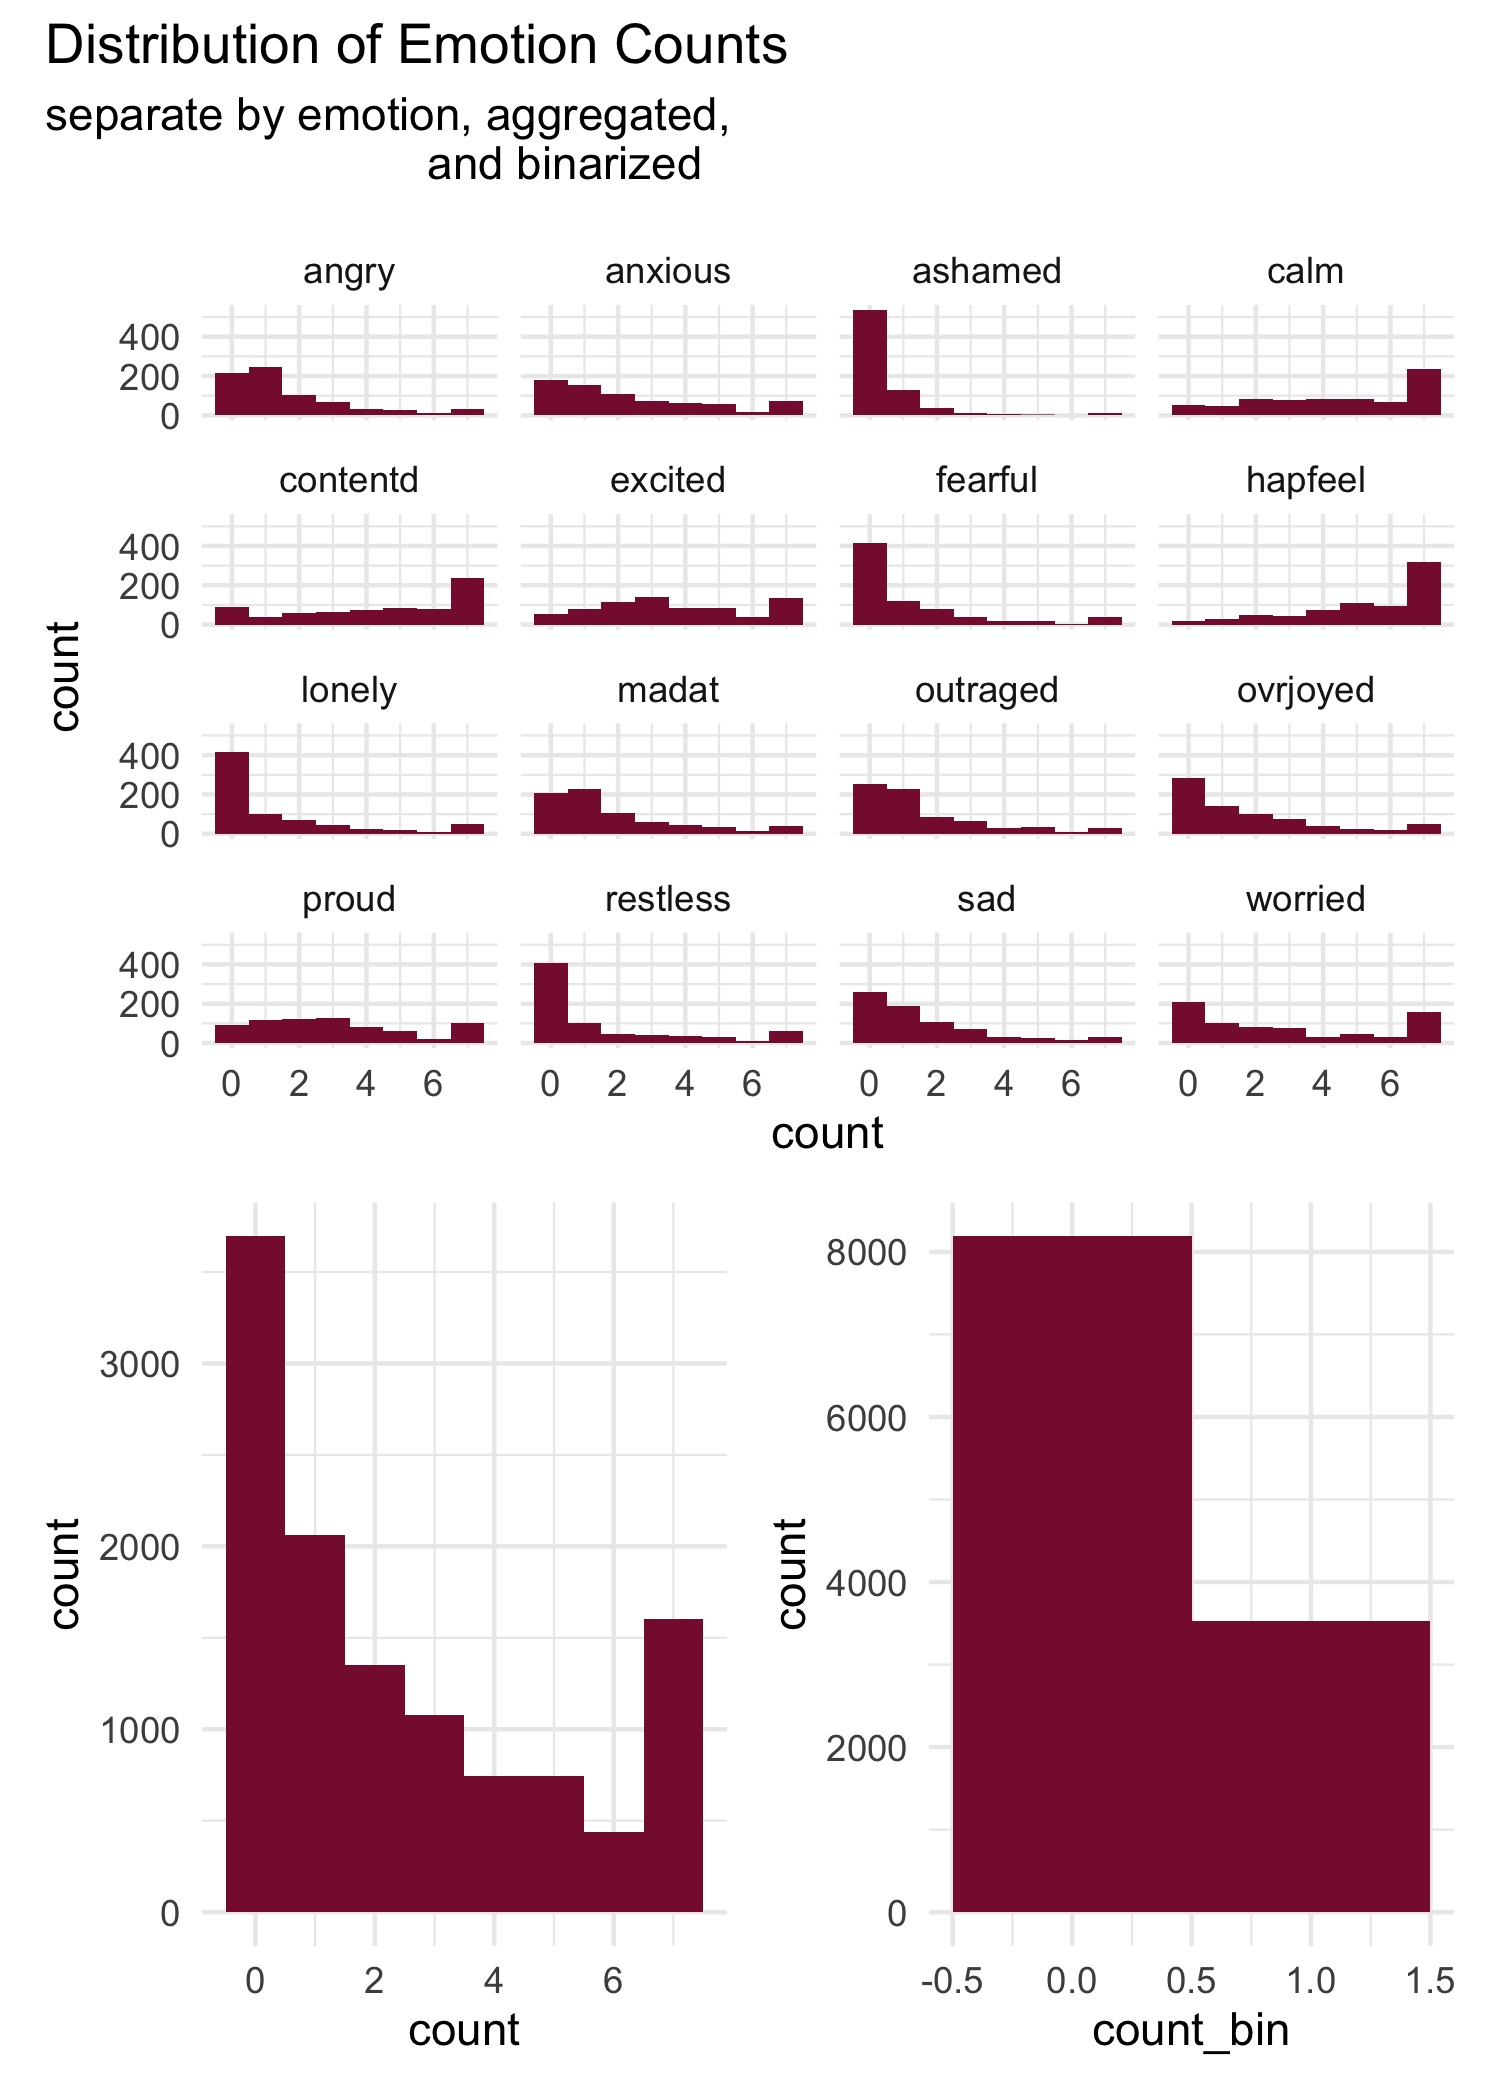 Distribution of Emotion Counts
separate by emotion, aggregated,
and binarized
angry anxious ashamed calm
400
200
0
contentd excited fearful hapfeel
400
200
0
count
lonely madat outraged ovrjoyed
400
200
0
proud restless sad worried
400
200
0
0 2 4 6 0 2 4 6 0 2 4 6 0 2 4 6
count
3000
2000
1000
0
count
0 2 4 6
count
8000
6000
4000
2000
0
count
-0.5 0.0 0.5 1.0 1.5
count_bin